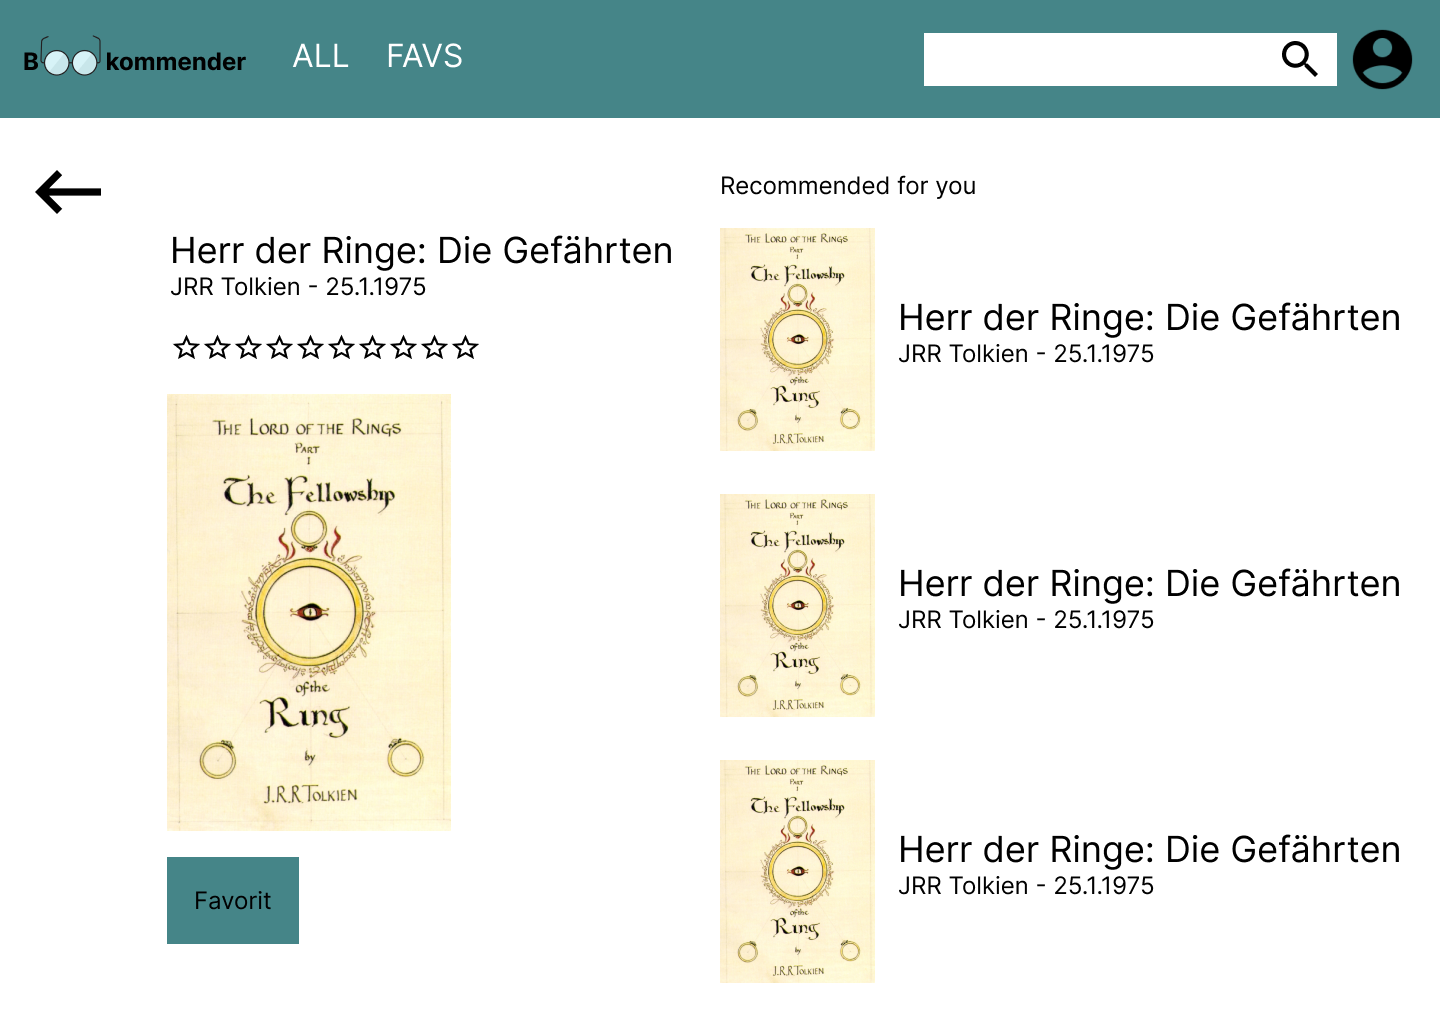 B kommender
ALL
FAVS
Herr der Ringe: Die Gefährten
JRR Tolkien - 25.1.1975
THE LORD OF THE RINGS
PART
I
The Fellowship
of the
Ring
by
J.R.R TOLKIEN
Favorit
Recommended for you
THE LORD OF THE RINGS
PART
I
The Fellowship
of the
Ring
by
J.R.R TOLKIEN
Herr der Ringe: Die Gefährten
JRR Tolkien - 25.1.1975
THE LORD OF THE RINGS
PART
I
The Fellowship
of the
Ring
by
J.R.R TOLKIEN
Herr der Ringe: Die Gefährten
JRR Tolkien - 25.1.1975
THE LORD OF THE RINGS
PART
I
The Fellowship
of the
Ring
by
J.R.R TOLKIEN
Herr der Ringe: Die Gefährten
JRR Tolkien - 25.1.1975